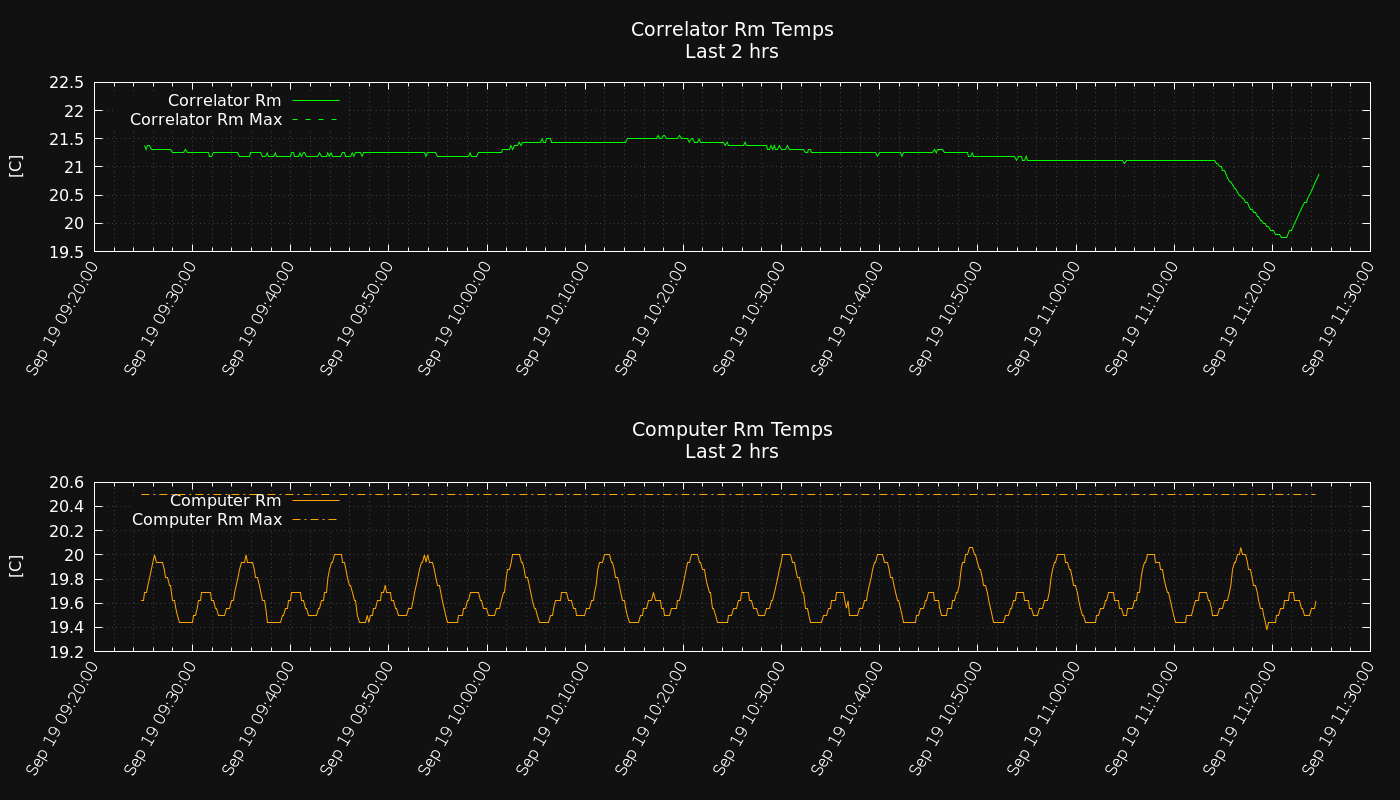 Correlator Rm Temps
Last 2 hrs
22.5
22
21.5
21
20.5
20
19.5
[C]
Correlator Rm
Correlator Rm Max
Sep 19 09:20:00
Sep 19 09:30:00
Sep 19 09:40:00
Sep 19 09:50:00
Sep 19 10:00:00
Sep 19 10:10:00
Sep 19 10:20:00
Sep 19 10:30:00
Sep 19 10:40:00
Sep 19 10:50:00
Sep 19 11:00:00
Sep 19 11:10:00
Sep 19 11:20:00
Sep 19 11:30:00
Computer Rm Temps
Last 2 hrs
20.6
20.4
20.2
20
19.8
19.6
19.4
19.2
[C]
Computer Rm
Computer Rm Max
Sep 19 09:20:00
Sep 19 09:30:00
Sep 19 09:40:00
Sep 19 09:50:00
Sep 19 10:00:00
Sep 19 10:10:00
Sep 19 10:20:00
Sep 19 10:30:00
Sep 19 10:40:00
Sep 19 10:50:00
Sep 19 11:00:00
Sep 19 11:10:00
Sep 19 11:20:00
Sep 19 11:30:00